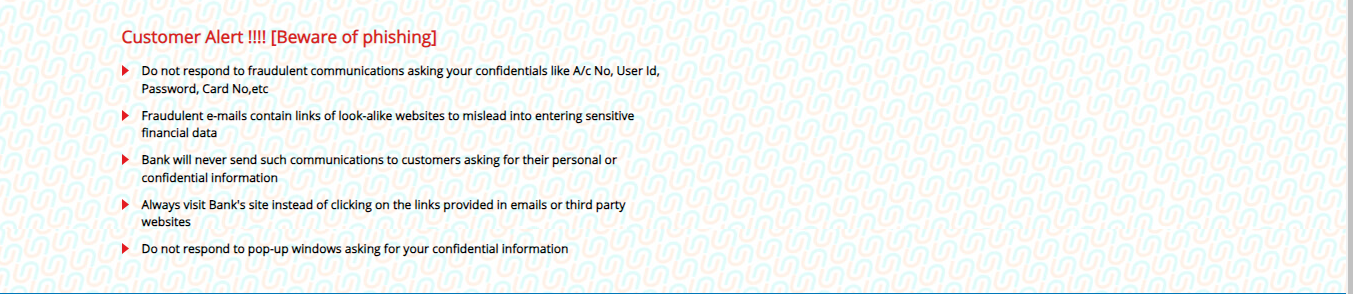 Customer Alert !!!! [Beware of phishing]
Do not respond to fraudulent communications asking your confidentials like A/c No, User Id,
Password, Card No,etc
Fraudulent e-mails contain links of look-alike websites to mislead into entering sensitive
financial data
Bank will never send such communications to customers asking for their personal or
confidential information
Always visit Bank's site instead of clicking on the links provided in emails or third party
websites
Do not respond to pop-up windows asking for your confidential information